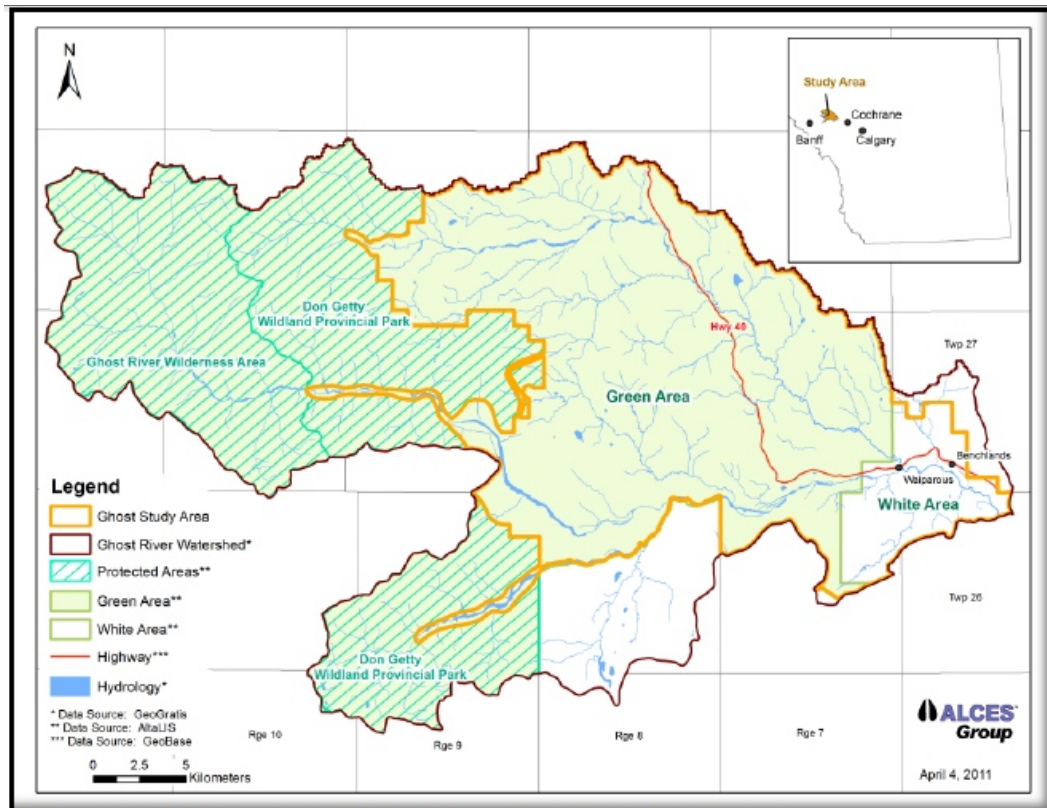 N
Study Area
Cochrane
Banff
Calgary
Don Getty
Wildland Provincial Park
Ghost River Wilderness Area
Hwy 40
Twp 27
Green Area
Benchlands
Waiparous
White Area
Legend
Ghost Study Area
Ghost River Watershed*
Protected Areas**
Green Area**
White Area**
Highway***
Hydrology*
Twp 26
Don Getty
Wildland Provincial Park
* Data Source: GeoGratis
** Data Source: AltaLIS
*** Data Source: GeoBase
Rge 10
Rge 9
Rge 8
Rge 7
5 2.5 0 5
Kilometers
ALCES™
Group
April 4, 2011